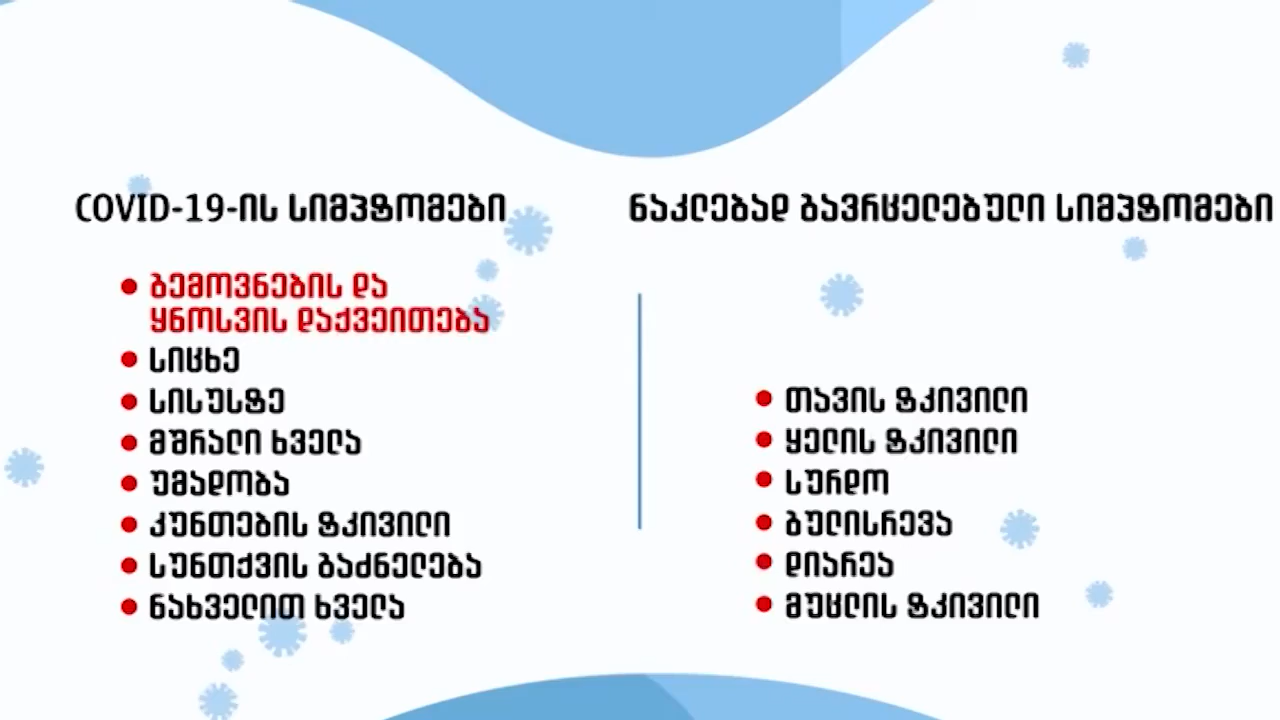 COVID-19-ის სიმპტომები
გემოვნების და
ყნოსვის დაქვეითება
სიცხე
სისუსტე
მშრალი ხველა
უმადობა
კუნთების ტკივილი
სუნთქვის გაძნელება
ნახველით ხველა
ნაკლებად გავრცელებული სიმპტომები
თავის ტკივილი
ყელის ტკივილი
სურდო
გულისრევა
დიარეა
მუცლის ტკივილი